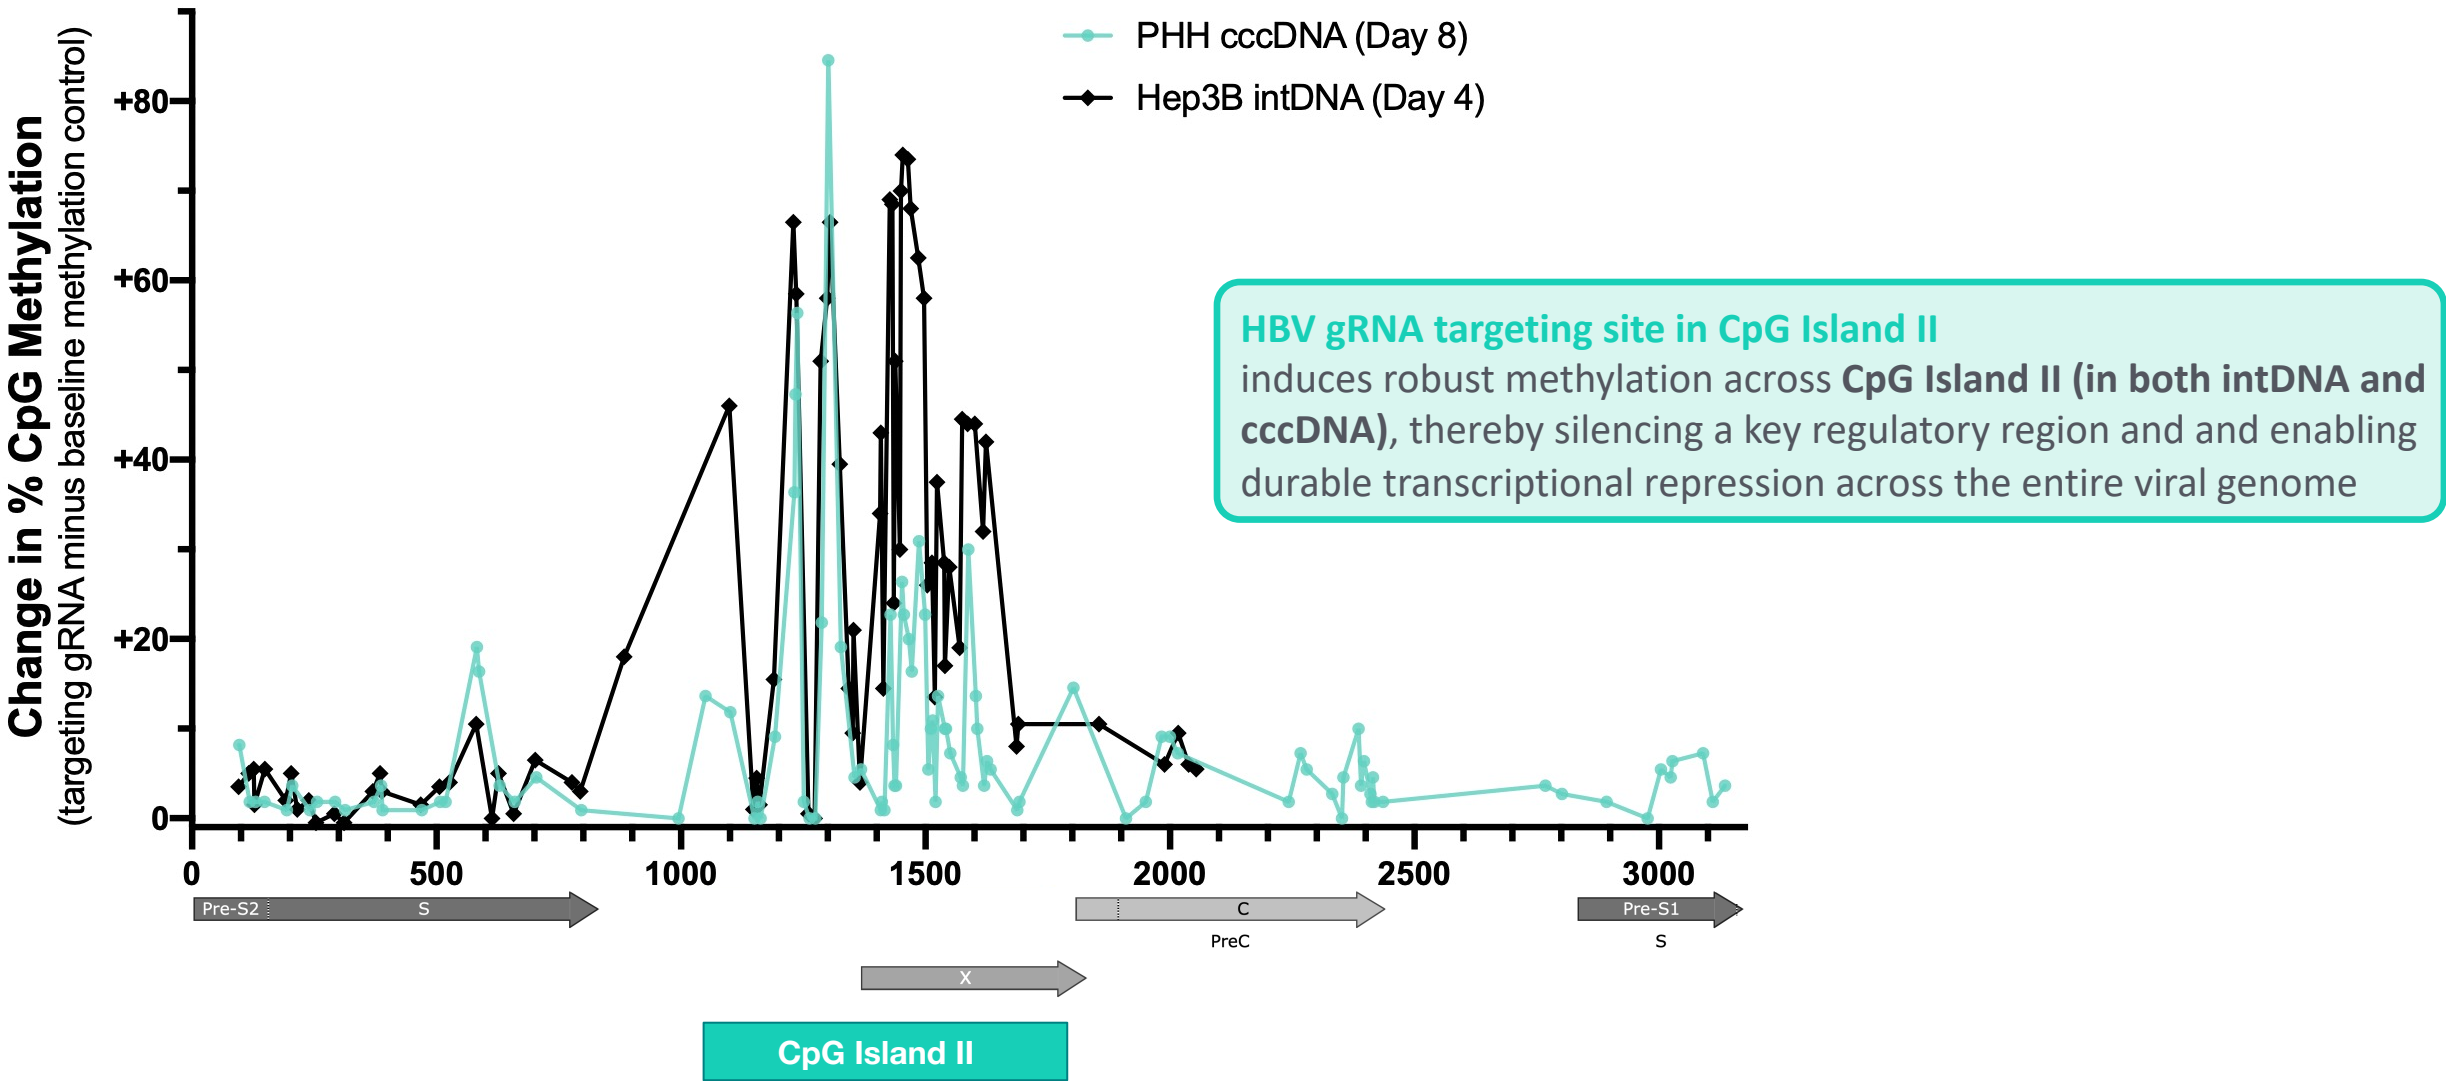 PHH cccDNA (Day 8)
Hep3B intDNA (Day 4)
Change in % CpG Methylation
(targeting gRNA minus baseline methylation control)
+80
+60
+40
+20
0
0 500 1000 1500 2000 2500 3000
HBV gRNA targeting site in CpG Island II
induces robust methylation across CpG Island II (in both intDNA and
cccDNA), thereby silencing a key regulatory region and and enabling
durable transcriptional repression across the entire viral genome
Pre-S2 S C Pre-S1
PreC S
X
CpG Island II